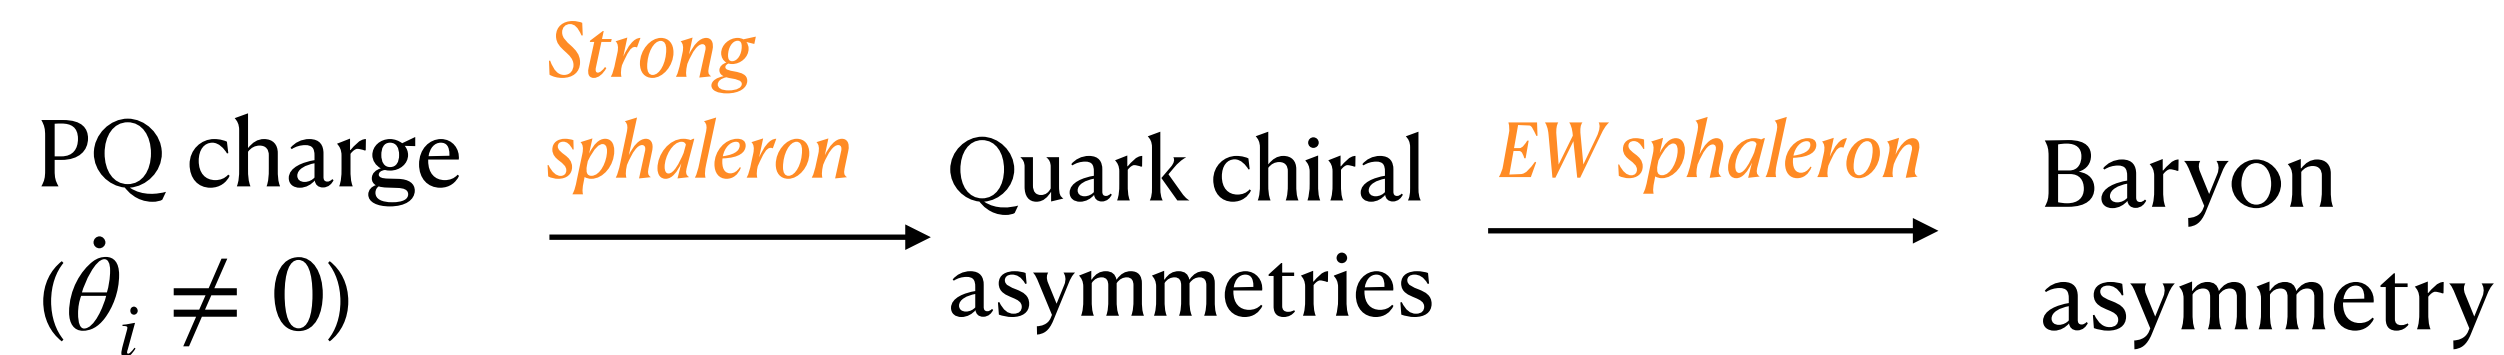 PQ charge
(θ̇ᵢ ≠ 0)
Strong
sphaleron
Quark chiral
asymmetries
EW sphaleron
Baryon
asymmetry